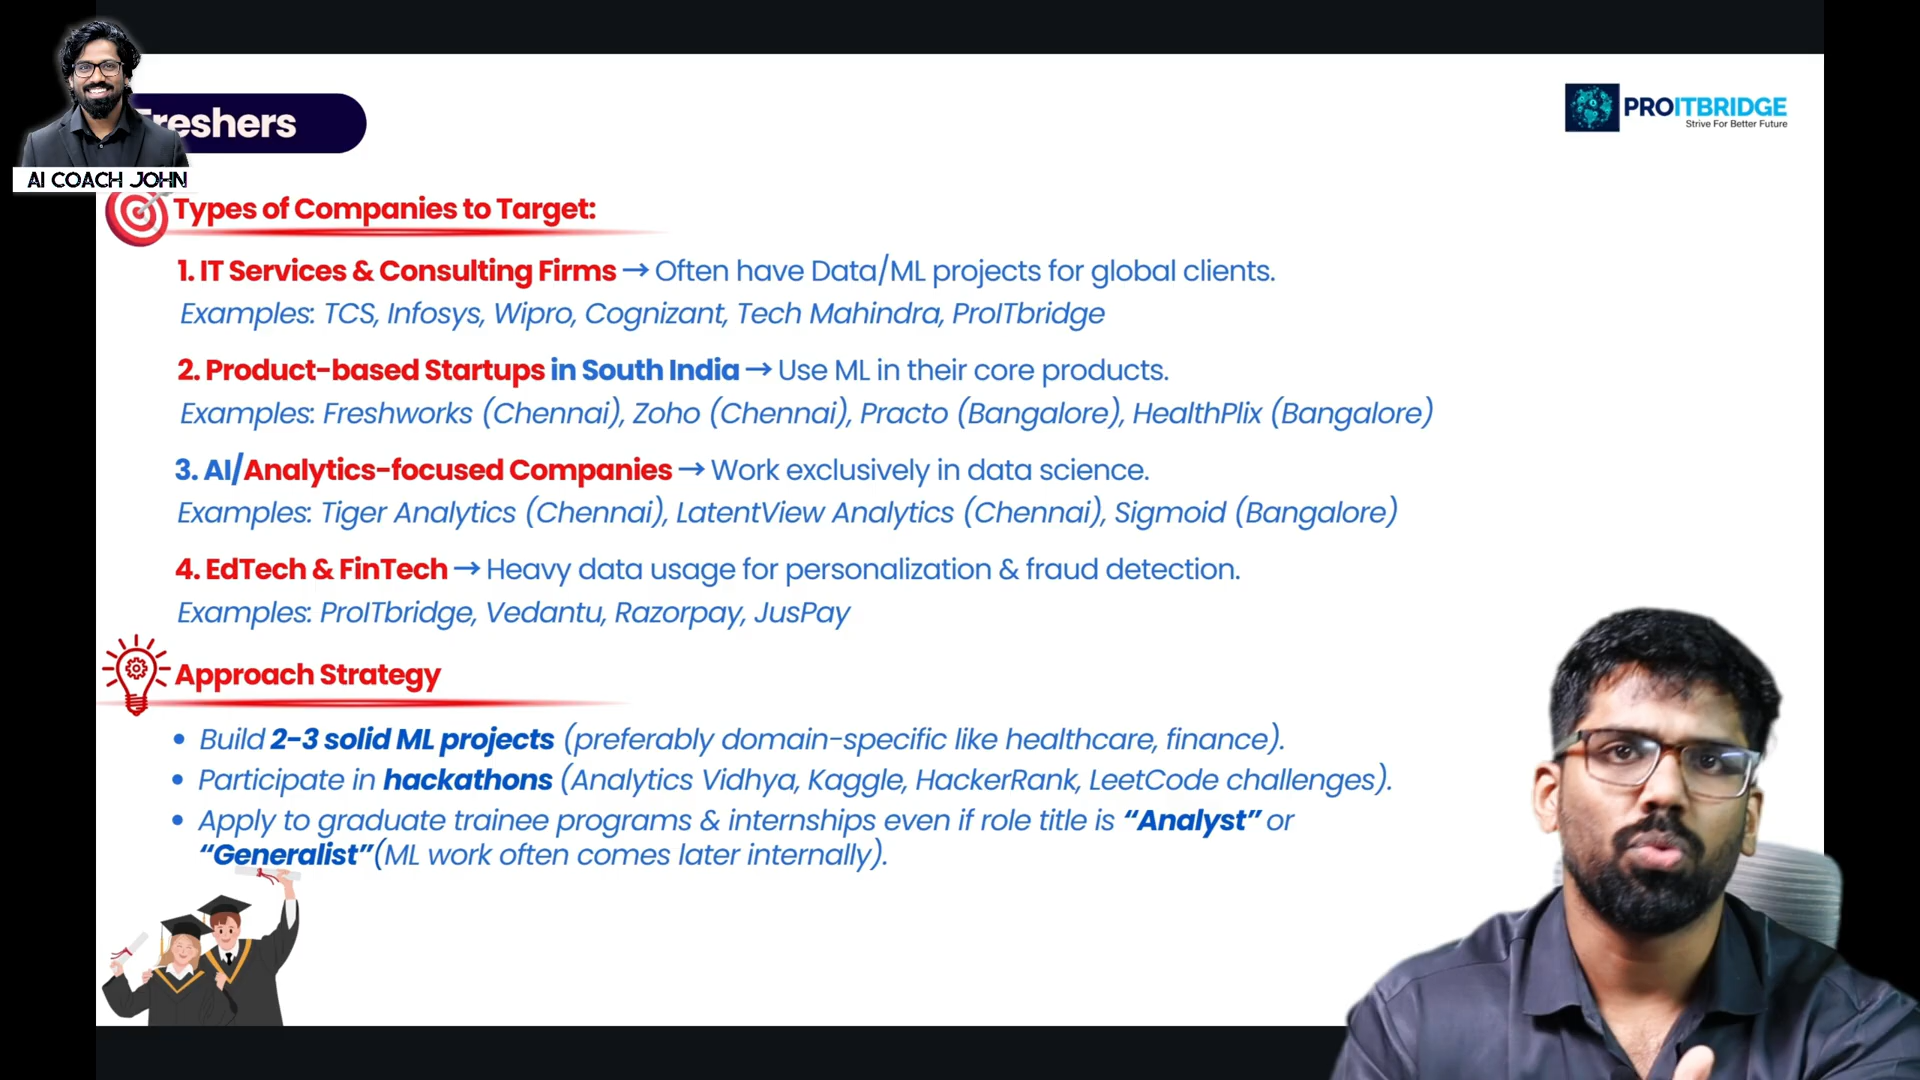 Freshers
PROITBRIDGE
Strive For Better Future
AI COACH JOHN
Types of Companies to Target:
1. IT Services & Consulting Firms → Often have Data/ML projects for global clients.
Examples: TCS, Infosys, Wipro, Cognizant, Tech Mahindra, ProITbridge
2. Product-based Startups in South India → Use ML in their core products.
Examples: Freshworks (Chennai), Zoho (Chennai), Practo (Bangalore), HealthPlix (Bangalore)
3. AI/Analytics-focused Companies → Work exclusively in data science.
Examples: Tiger Analytics (Chennai), LatentView Analytics (Chennai), Sigmoid (Bangalore)
4. EdTech & FinTech → Heavy data usage for personalization & fraud detection.
Examples: ProITbridge, Vedantu, Razorpay, JusPay
Approach Strategy
• Build 2-3 solid ML projects (preferably domain-specific like healthcare, finance).
• Participate in hackathons (Analytics Vidhya, Kaggle, HackerRank, LeetCode challenges).
• Apply to graduate trainee programs & internships even if role title is “Analyst” or
“Generalist”(ML work often comes later internally).